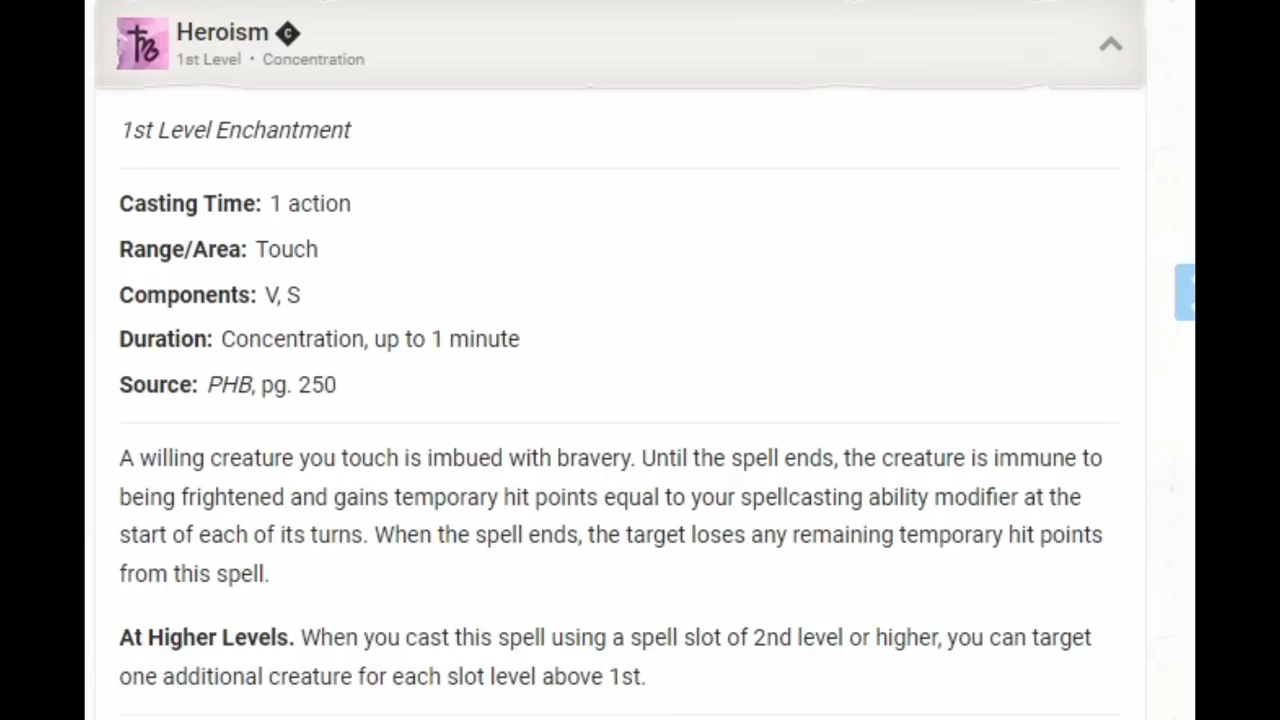 Heroism C
1st Level • Concentration
1st Level Enchantment
Casting Time: 1 action
Range/Area: Touch
Components: V, S
Duration: Concentration, up to 1 minute
Source: PHB, pg. 250
A willing creature you touch is imbued with bravery. Until the spell ends, the creature is immune to
being frightened and gains temporary hit points equal to your spellcasting ability modifier at the
start of each of its turns. When the spell ends, the target loses any remaining temporary hit points
from this spell.
At Higher Levels. When you cast this spell using a spell slot of 2nd level or higher, you can target
one additional creature for each slot level above 1st.